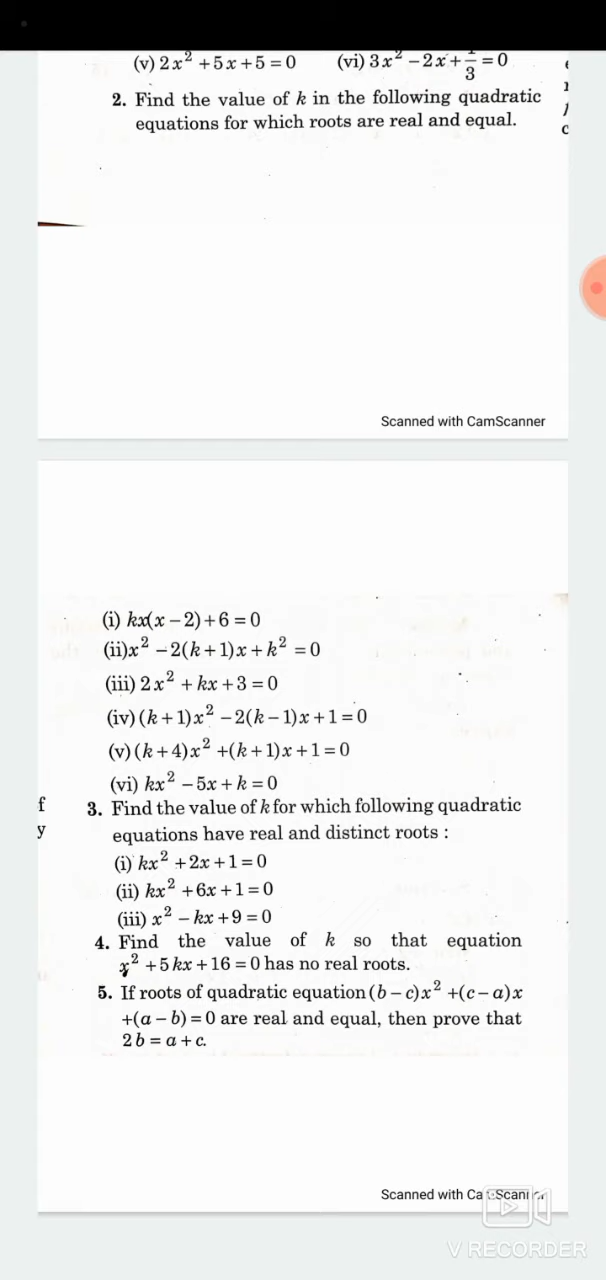 (v) 2x² + 5x + 5 = 0 (vi) 3x² − 2x + 1/3 = 0
2. Find the value of k in the following quadratic
equations for which roots are real and equal.
Scanned with CamScanner
(i) kx(x − 2) + 6 = 0
(ii) x² − 2(k + 1)x + k² = 0
(iii) 2x² + kx + 3 = 0
(iv) (k + 1)x² − 2(k − 1)x + 1 = 0
(v) (k + 4)x² + (k + 1)x + 1 = 0
(vi) kx² − 5x + k = 0
f
3. Find the value of k for which following quadratic
y
equations have real and distinct roots :
(i) kx² + 2x + 1 = 0
(ii) kx² + 6x + 1 = 0
(iii) x² − kx + 9 = 0
4. Find the value of k so that equation
x² + 5kx + 16 = 0 has no real roots.
5. If roots of quadratic equation (b − c)x² + (c − a)x
+ (a − b) = 0 are real and equal, then prove that
2b = a + c.
Scanned with CamScanner
V RECORDER